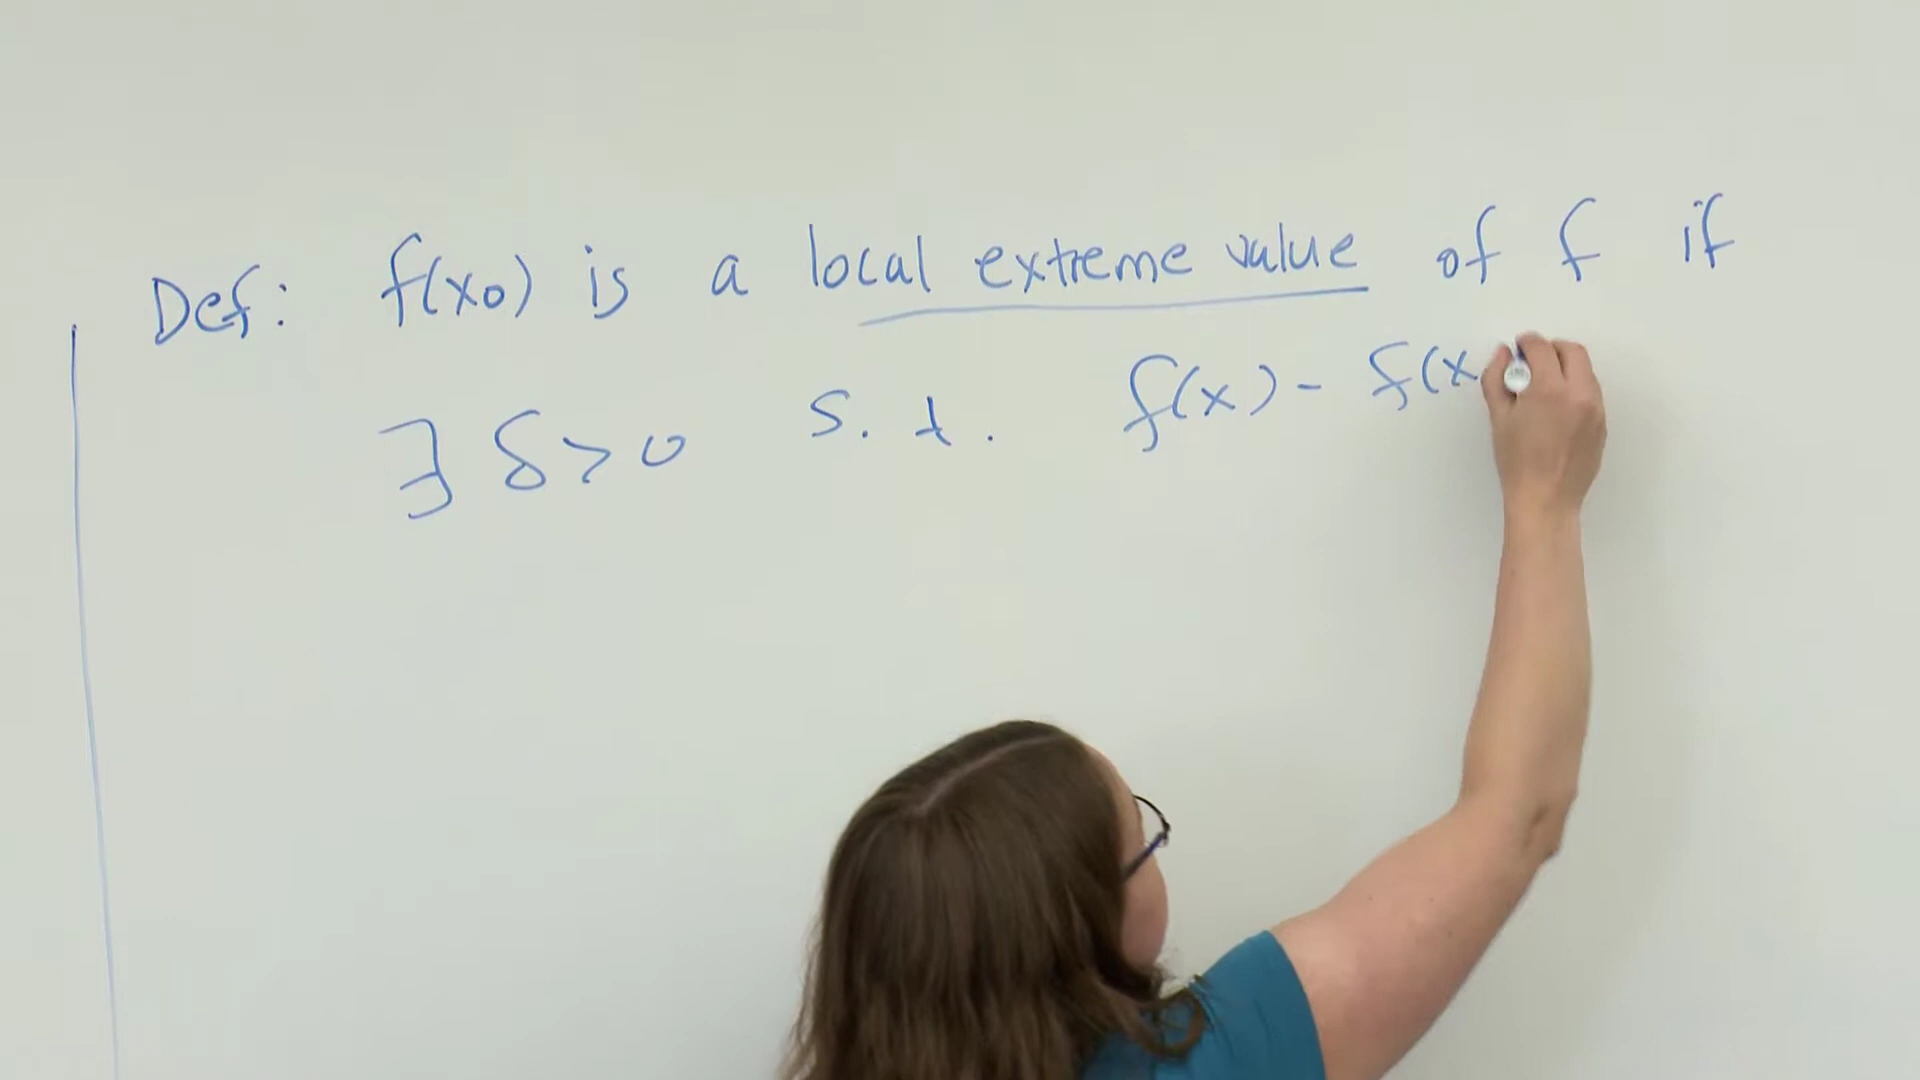 Def: f(x0) is a local extreme value of f if
∃ δ>0 s.t. f(x) - f(x